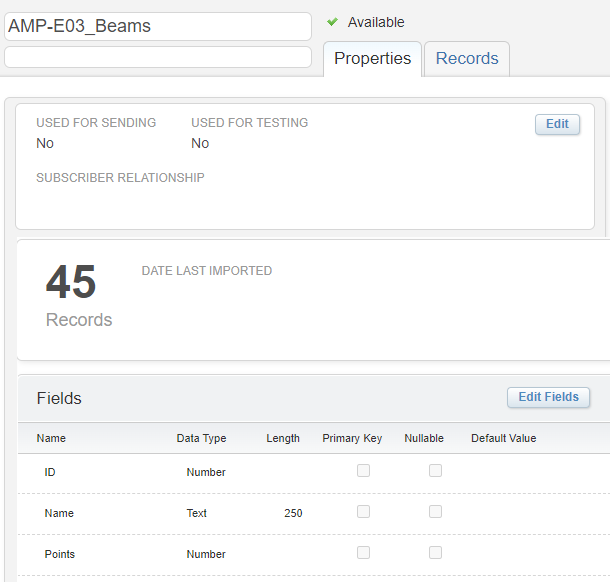 AMP-E03_Beams
Available
Properties Records
USED FOR SENDING USED FOR TESTING Edit
No No
SUBSCRIBER RELATIONSHIP
45 DATE LAST IMPORTED
Records
Fields Edit Fields
Name Data Type Length Primary Key Nullable Default Value
ID Number
Name Text 250
Points Number